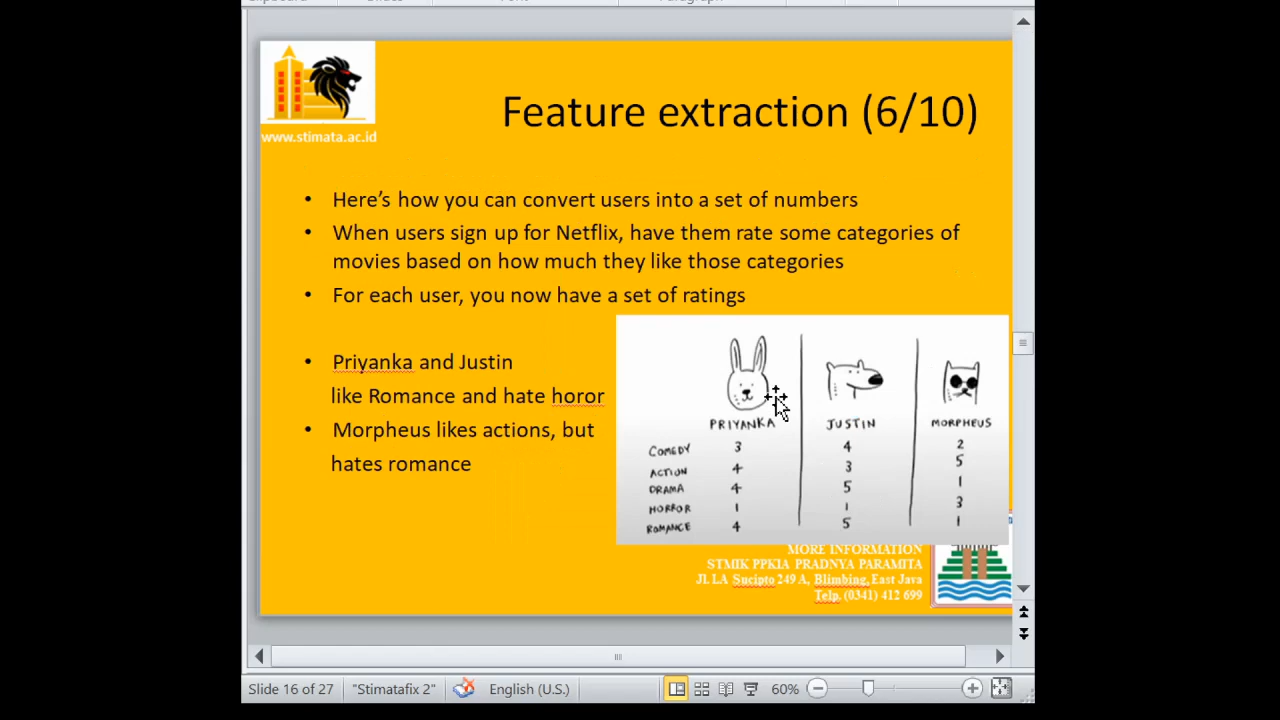 www.stimata.ac.id
Feature extraction (6/10)
• Here's how you can convert users into a set of numbers
• When users sign up for Netflix, have them rate some categories of
movies based on how much they like those categories
• For each user, you now have a set of ratings
• Priyanka and Justin
like Romance and hate horor
• Morpheus likes actions, but
hates romance
PRIYANKA JUSTIN MORPHEUS
COMEDY 3 4 2
ACTION 4 3 5
DRAMA 4 5 1
HORROR 1 1 3
ROMANCE 4 5 1
MORE INFORMATION
STMIK PPKIA PRADNYA PARAMITA
Jl. LA Sucipto 249 A, Blimbing, East Java
Telp. (0341) 412 699
Slide 16 of 27 "Stimatafix 2" English (U.S.) 60%